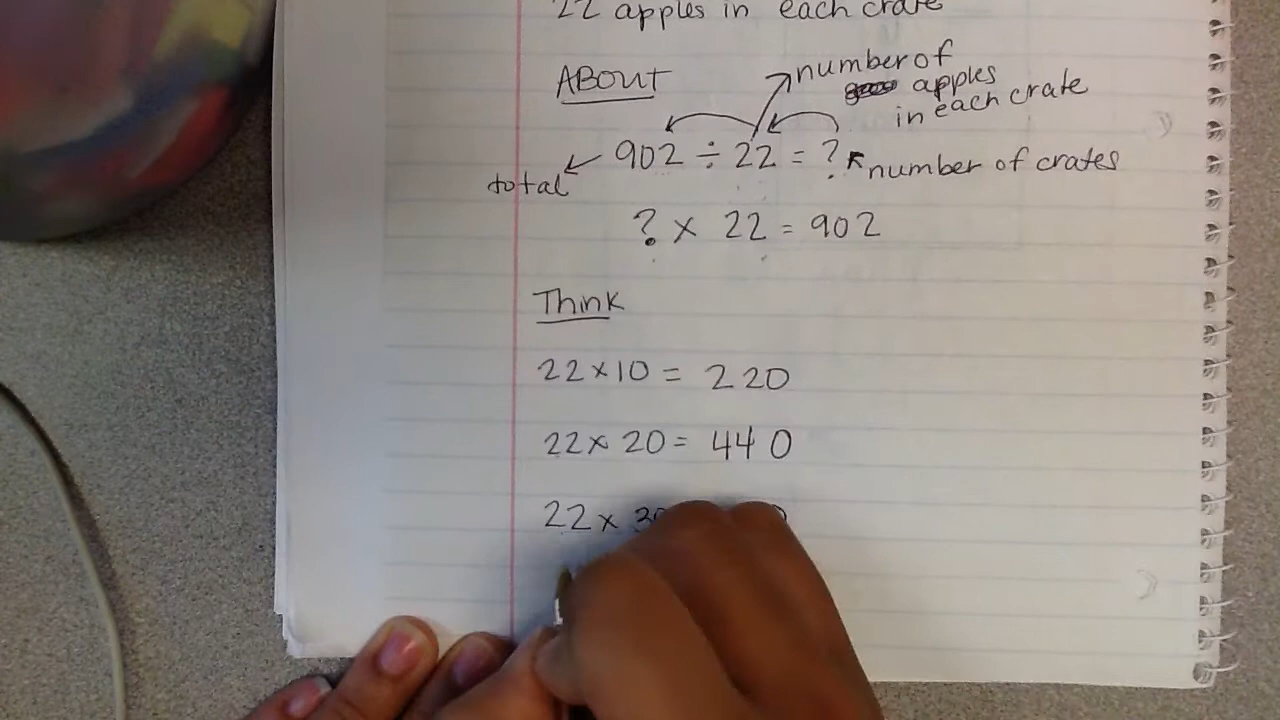 22 apples in each crate
ABOUT
number of
apples
in each crate
902 ÷ 22 = ?
number of crates
total
? × 22 = 902
Think
22 × 10 = 220
22 × 20 = 440
22 × 30